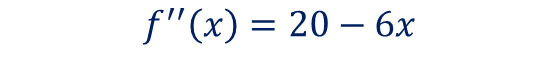 f''(x) = 20 − 6x